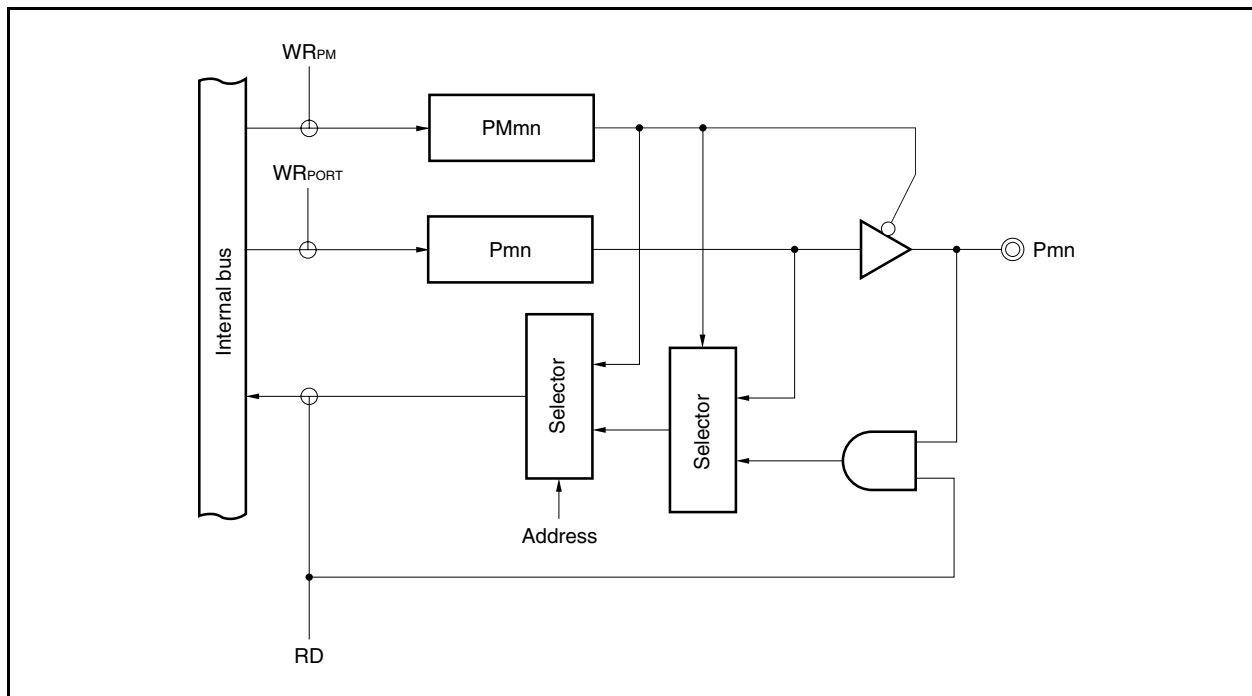 WRPM
PMmn
WRPORT
Pmn
Pmn
Internal bus
Selector
Selector
Address
RD